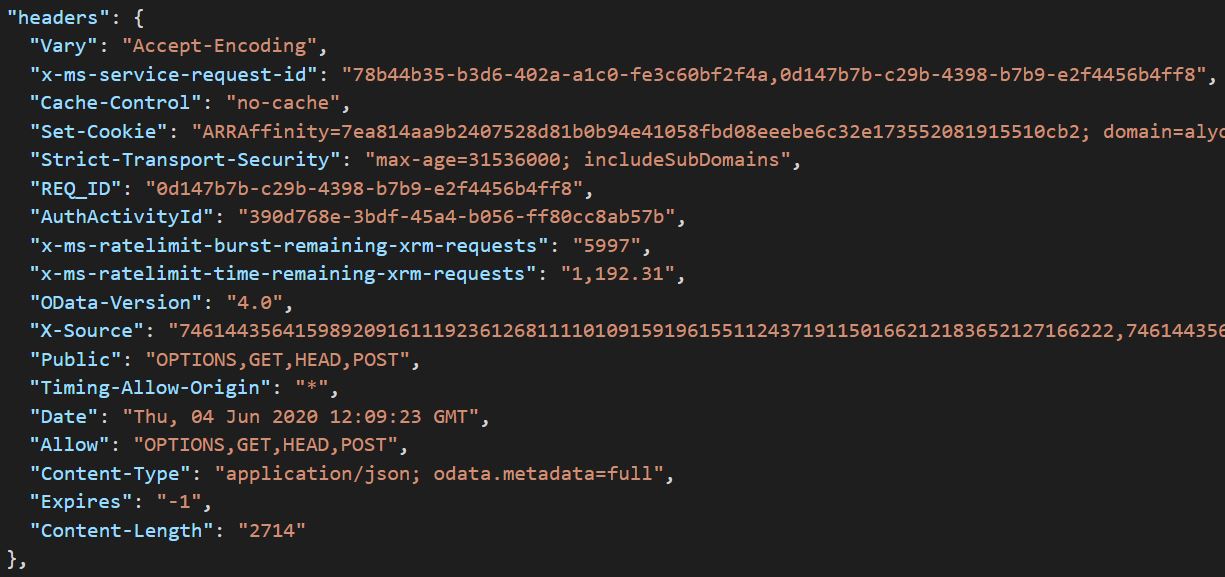 "headers": {
"Vary": "Accept-Encoding",
"x-ms-service-request-id": "78b44b35-b3d6-402a-a1c0-fe3c60bf2f4a,0d147b7b-c29b-4398-b7b9-e2f4456b4ff8",
"Cache-Control": "no-cache",
"Set-Cookie": "ARRAffinity=7ea814aa9b2407528d81b0b94e41058fbd08eeebe6c32e173552081915510cb2; domain=alyc
"Strict-Transport-Security": "max-age=31536000; includeSubDomains",
"REQ_ID": "0d147b7b-c29b-4398-b7b9-e2f4456b4ff8",
"AuthActivityId": "390d768e-3bdf-45a4-b056-ff80cc8ab57b",
"x-ms-ratelimit-burst-remaining-xrm-requests": "5997",
"x-ms-ratelimit-time-remaining-xrm-requests": "1,192.31",
"OData-Version": "4.0",
"X-Source": "74614435641598920916111923612681111010915919615511243719115016621218365212716622​2,746144356
"Public": "OPTIONS,GET,HEAD,POST",
"Timing-Allow-Origin": "*",
"Date": "Thu, 04 Jun 2020 12:09:23 GMT",
"Allow": "OPTIONS,GET,HEAD,POST",
"Content-Type": "application/json; odata.metadata=full",
"Expires": "-1",
"Content-Length": "2714"
},